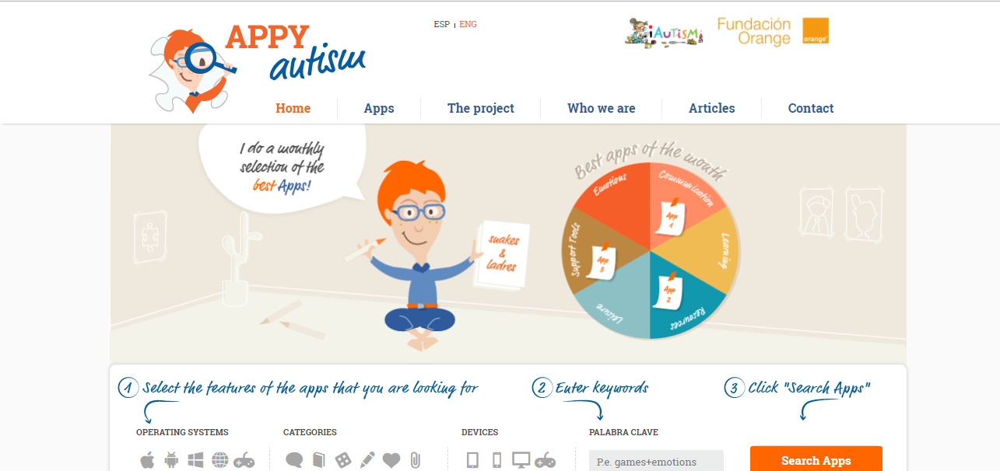 APPY
autism
ESP | ENG
iAUTiSM
Fundación
Orange
orange™
Home
Apps
The project
Who we are
Articles
Contact
I do a monthly
selection of the
best Apps!
snakes
&
ladres
Best apps of the mouth
Emotions
Communication
App
1
Support Tools
App
3
Learning
App
2
Leisure
Resources
1 Select the features of the apps that you are looking for
2 Enter keywords
3 Click "Search Apps"
OPERATING SYSTEMS
CATEGORIES
DEVICES
PALABRA CLAVE
P.e. games+emotions
Search Apps